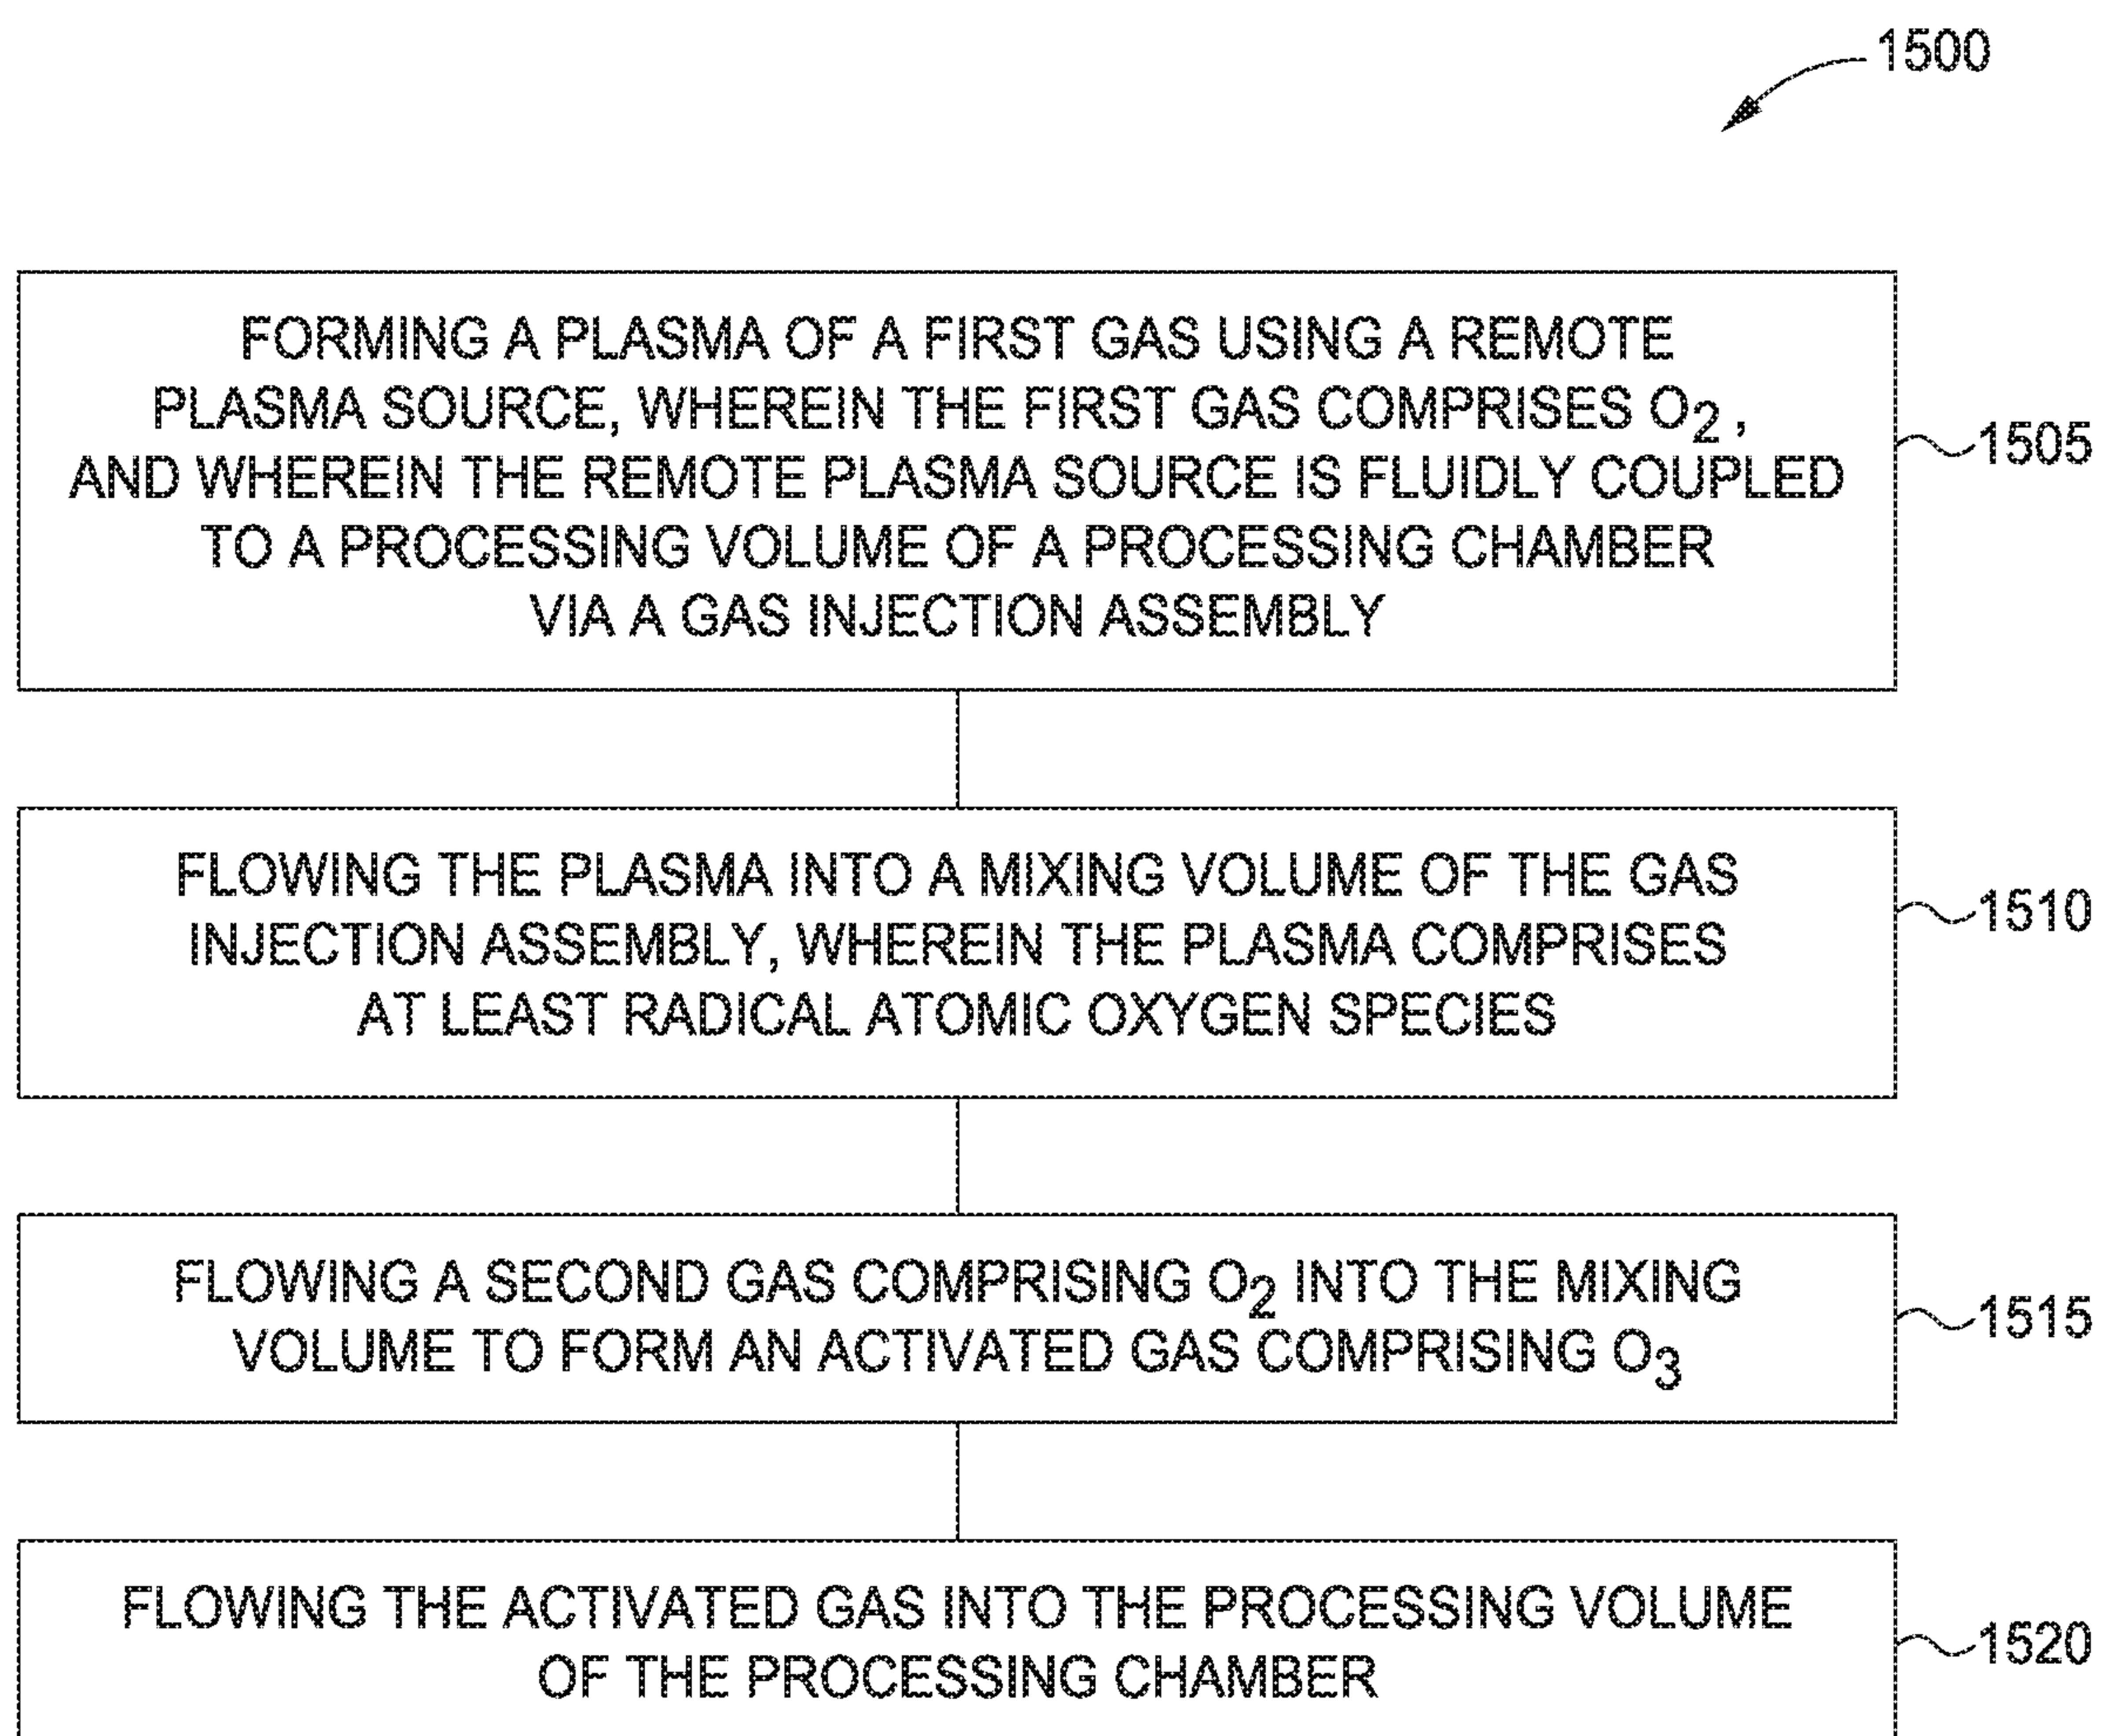 1500
FORMING A PLASMA OF A FIRST GAS USING A REMOTE
PLASMA SOURCE, WHEREIN THE FIRST GAS COMPRISES O2 ,
AND WHEREIN THE REMOTE PLASMA SOURCE IS FLUIDLY COUPLED
TO A PROCESSING VOLUME OF A PROCESSING CHAMBER
VIA A GAS INJECTION ASSEMBLY
1505
FLOWING THE PLASMA INTO A MIXING VOLUME OF THE GAS
INJECTION ASSEMBLY, WHEREIN THE PLASMA COMPRISES
AT LEAST RADICAL ATOMIC OXYGEN SPECIES
1510
FLOWING A SECOND GAS COMPRISING O2 INTO THE MIXING
VOLUME TO FORM AN ACTIVATED GAS COMPRISING O3
1515
FLOWING THE ACTIVATED GAS INTO THE PROCESSING VOLUME
OF THE PROCESSING CHAMBER
1520